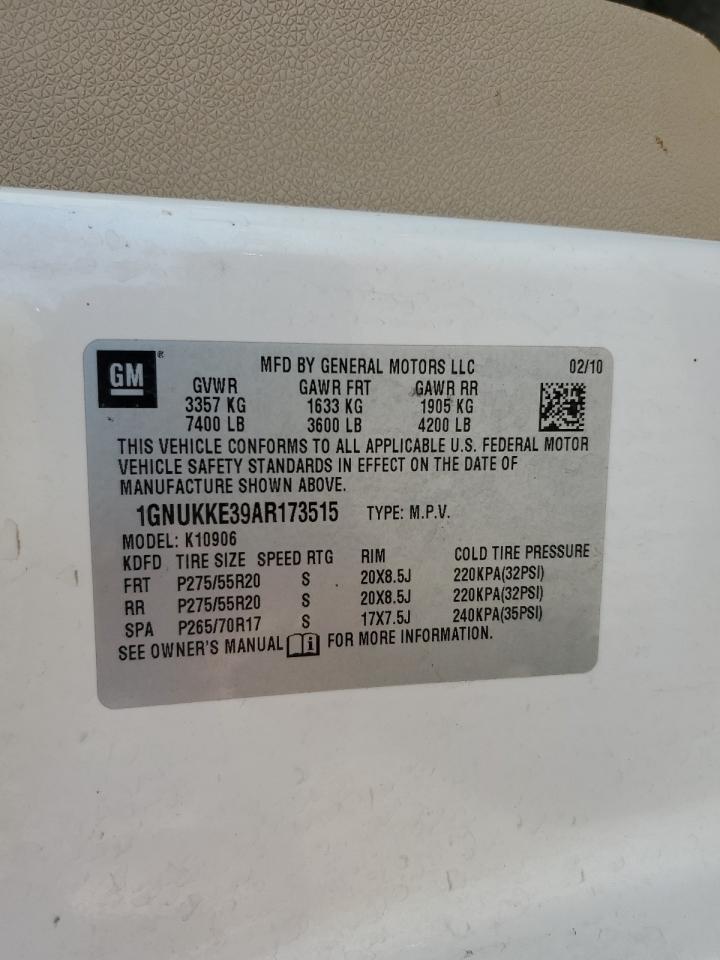 GM ® MFD BY GENERAL MOTORS LLC 02/10
GVWR GAWR FRT GAWR RR
3357 KG 1633 KG 1905 KG
7400 LB 3600 LB 4200 LB
THIS VEHICLE CONFORMS TO ALL APPLICABLE U.S. FEDERAL MOTOR
VEHICLE SAFETY STANDARDS IN EFFECT ON THE DATE OF
MANUFACTURE SHOWN ABOVE.
1GNUKKE39AR173515 TYPE: M.P.V.
MODEL: K10906
KDFD TIRE SIZE SPEED RTG RIM COLD TIRE PRESSURE
FRT P275/55R20 S 20X8.5J 220KPA(32PSI)
RR P275/55R20 S 20X8.5J 220KPA(32PSI)
SPA P265/70R17 S 17X7.5J 240KPA(35PSI)
SEE OWNER'S MANUAL i FOR MORE INFORMATION.